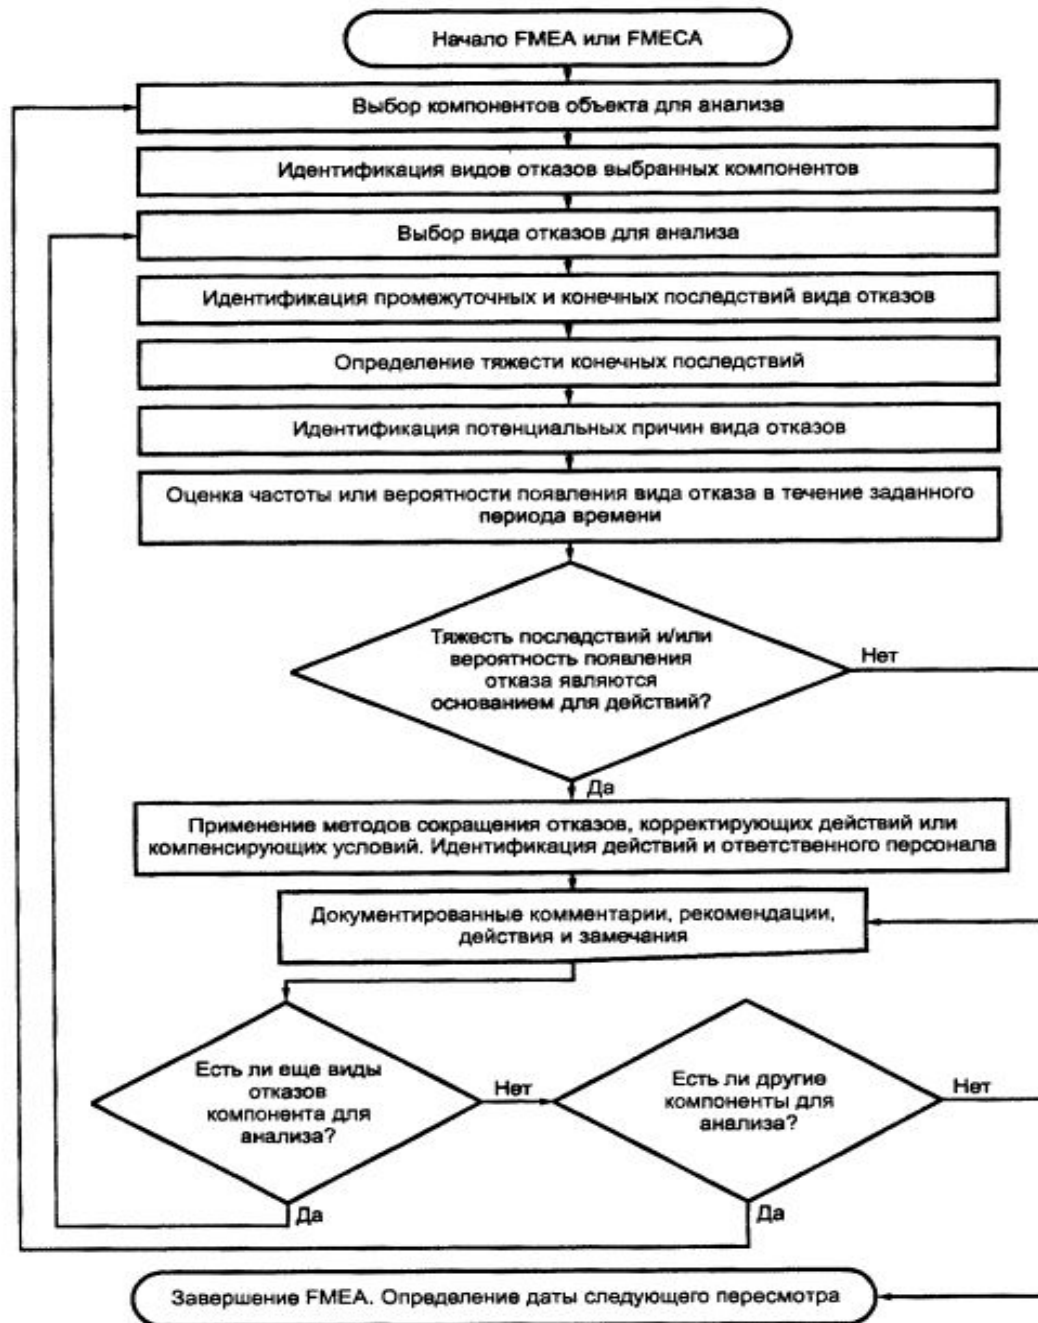 Начало FMEA или FMECA
Выбор компонентов объекта для анализа
Идентификация видов отказов выбранных компонентов
Выбор вида отказов для анализа
Идентификация промежуточных и конечных последствий вида отказов
Определение тяжести конечных последствий
Идентификация потенциальных причин вида отказов
Оценка частоты или вероятности появления вида отказа в течение заданного
периода времени
Тяжесть последствий и/или
вероятность появления
отказа являются
основанием для действий?
Нет
Да
Применение методов сокращения отказов, корректирующих действий или
компенсирующих условий. Идентификация действий и ответственного персонала
Документированные комментарии, рекомендации,
действия и замечания
Есть ли еще виды
отказов
компонента для
анализа?
Нет
Есть ли другие
компоненты для
анализа?
Нет
Да
Да
Завершение FMEA. Определение даты следующего пересмотра